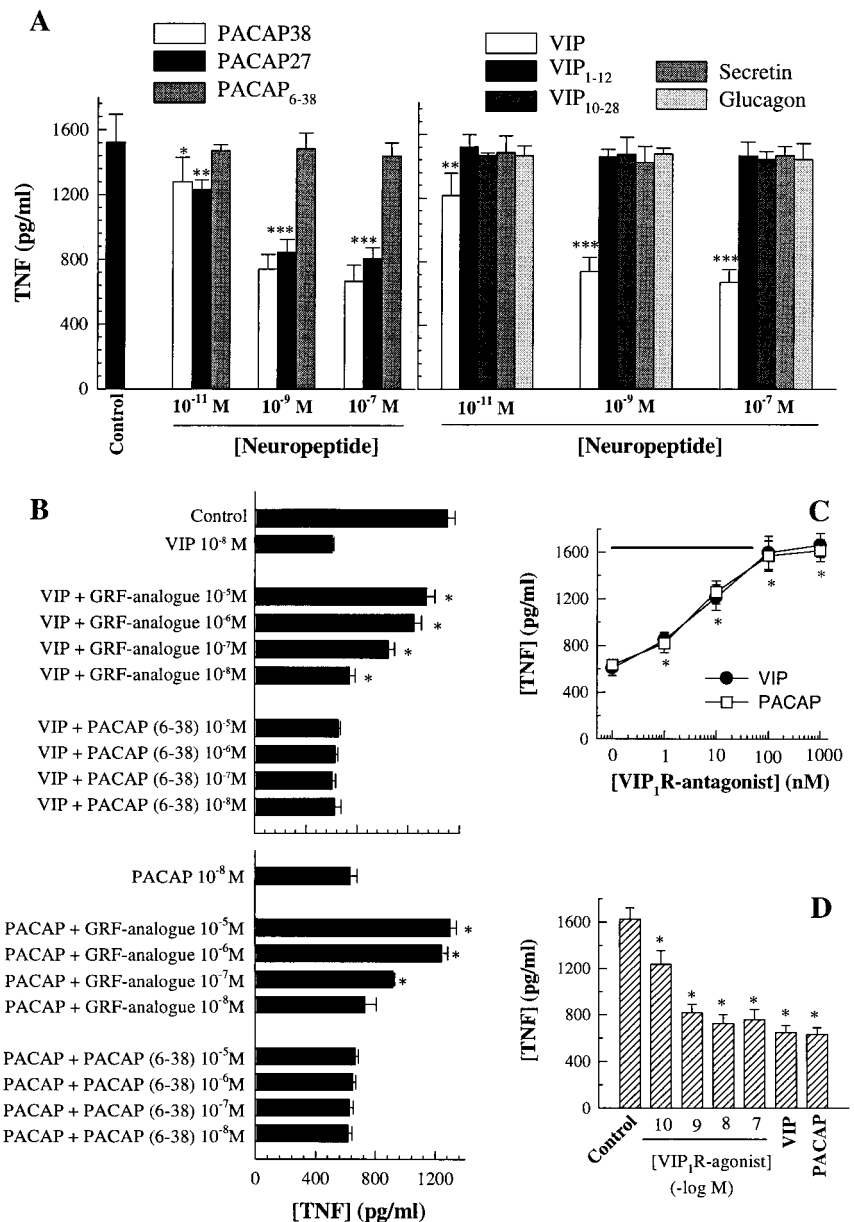 A
PACAP38
PACAP27
PACAP6-38
VIP
VIP1-12
VIP10-28
Secretin
Glucagon
TNF (pg/ml)
1600
1200
800
400
0
*
**
***
***
**
***
***
Control
10-11 M
10-9 M
10-7 M
[Neuropeptide]
10-11 M
10-9 M
10-7 M
[Neuropeptide]
B
Control
VIP 10-8 M
VIP + GRF-analogue 10-5M *
VIP + GRF-analogue 10-6M *
VIP + GRF-analogue 10-7M *
VIP + GRF-analogue 10-8M *
VIP + PACAP (6-38) 10-5M
VIP + PACAP (6-38) 10-6M
VIP + PACAP (6-38) 10-7M
VIP + PACAP (6-38) 10-8M
PACAP 10-8 M
PACAP + GRF-analogue 10-5M *
PACAP + GRF-analogue 10-6M *
PACAP + GRF-analogue 10-7M *
PACAP + GRF-analogue 10-8M
PACAP + PACAP (6-38) 10-5M
PACAP + PACAP (6-38) 10-6M
PACAP + PACAP (6-38) 10-7M
PACAP + PACAP (6-38) 10-8M
0 400 800 1200
[TNF] (pg/ml)
C
[TNF] (pg/ml)
1600
1200
800
400
0
* * * *
VIP
PACAP
0 1 10 100 1000
[VIP1R-antagonist] (nM)
D
[TNF] (pg/ml)
1600
1200
800
400
0
* * * * * *
Control
10 9 8 7
VIP
PACAP
[VIP1R-agonist]
(-log M)